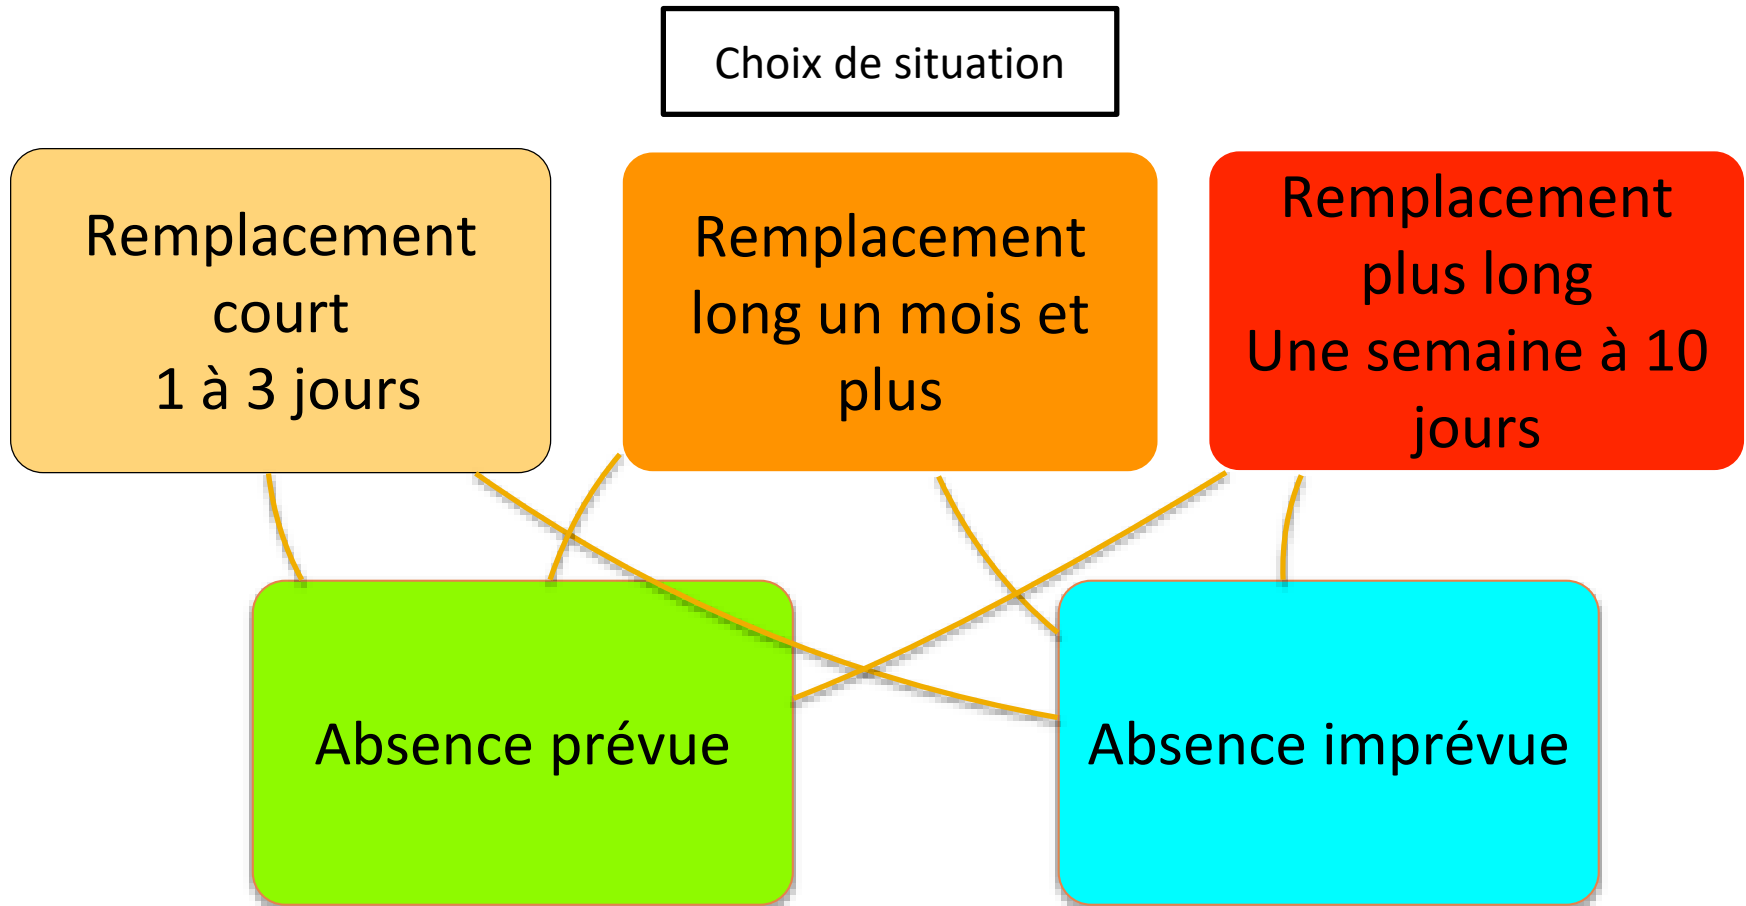 Choix de situation
Remplacement
court
1 à 3 jours
Remplacement
long un mois et
plus
Remplacement
plus long
Une semaine à 10
jours
Absence prévue
Absence imprévue